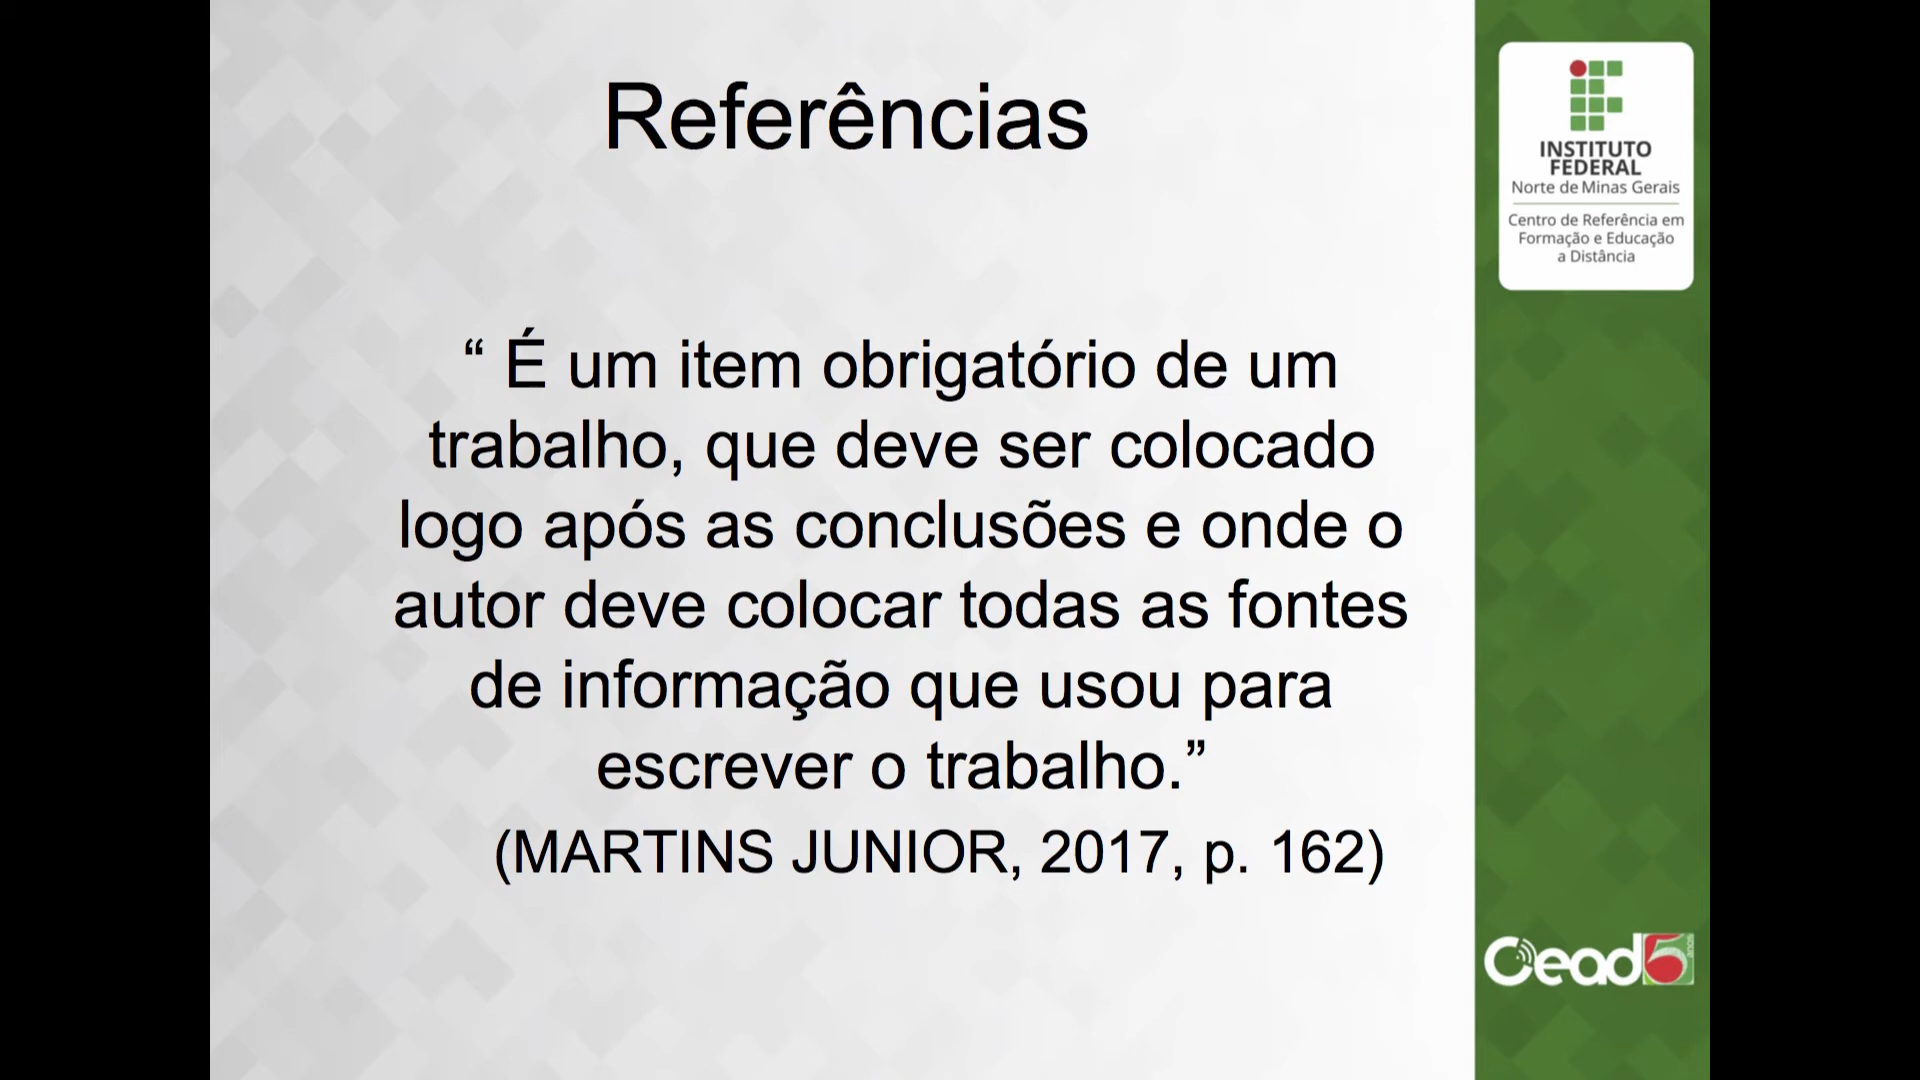 Referências
“ É um item obrigatório de um
trabalho, que deve ser colocado
logo após as conclusões e onde o
autor deve colocar todas as fontes
de informação que usou para
escrever o trabalho.”
(MARTINS JUNIOR, 2017, p. 162)
INSTITUTO
FEDERAL
Norte de Minas Gerais
Centro de Referência em
Formação e Educação
a Distância
Cead 5 anos